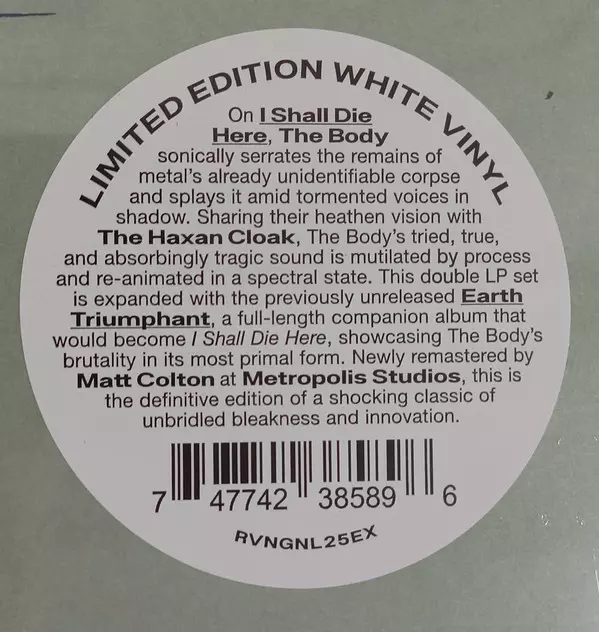 LIMITED EDITION WHITE VINYL
On I Shall Die
Here, The Body
sonically serrates the remains of
metal's already unidentifiable corpse
and splays it amid tormented voices in
shadow. Sharing their heathen vision with
The Haxan Cloak, The Body's tried, true,
and absorbingly tragic sound is mutilated by process
and re-animated in a spectral state. This double LP set
is expanded with the previously unreleased Earth
Triumphant, a full-length companion album that
would become I Shall Die Here, showcasing The Body's
brutality in its most primal form. Newly remastered by
Matt Colton at Metropolis Studios, this is
the definitive edition of a shocking classic of
unbridled bleakness and innovation.
7 47742 38589 6
RVNGNL25EX